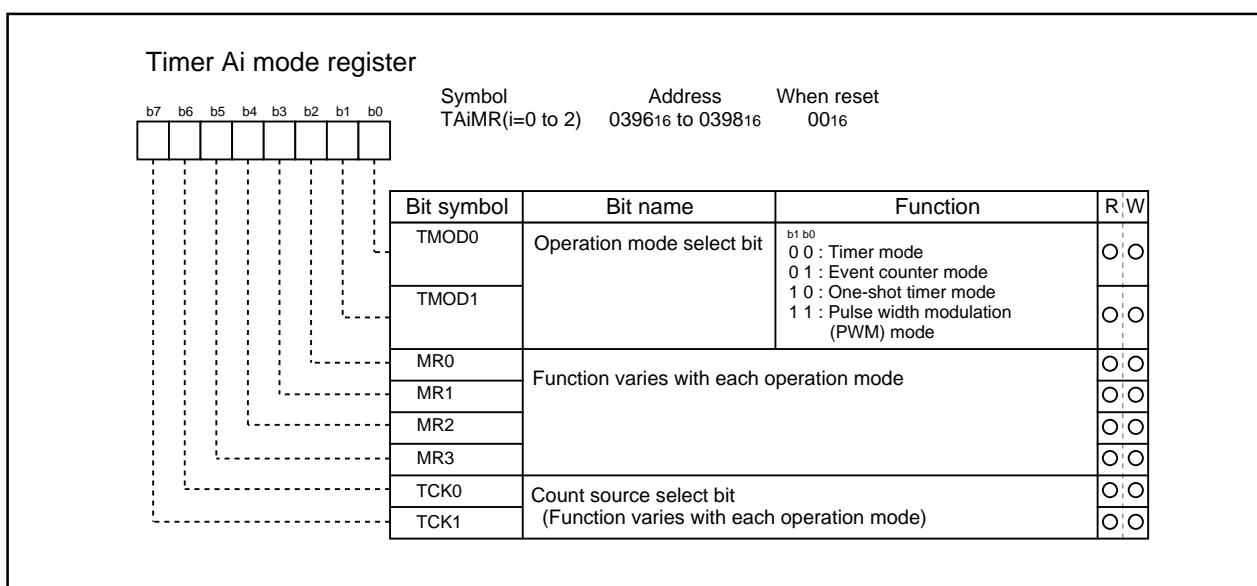 Timer Ai mode register
Symbol Address When reset
TAiMR(i=0 to 2) 039616 to 039816 0016
b7 b6 b5 b4 b3 b2 b1 b0
Bit symbol Bit name Function R W
TMOD0 Operation mode select bit b1 b0
0 0 : Timer mode
0 1 : Event counter mode
TMOD1 1 0 : One-shot timer mode
1 1 : Pulse width modulation
(PWM) mode
MR0 Function varies with each operation mode
MR1
MR2
MR3
TCK0 Count source select bit
TCK1 (Function varies with each operation mode)